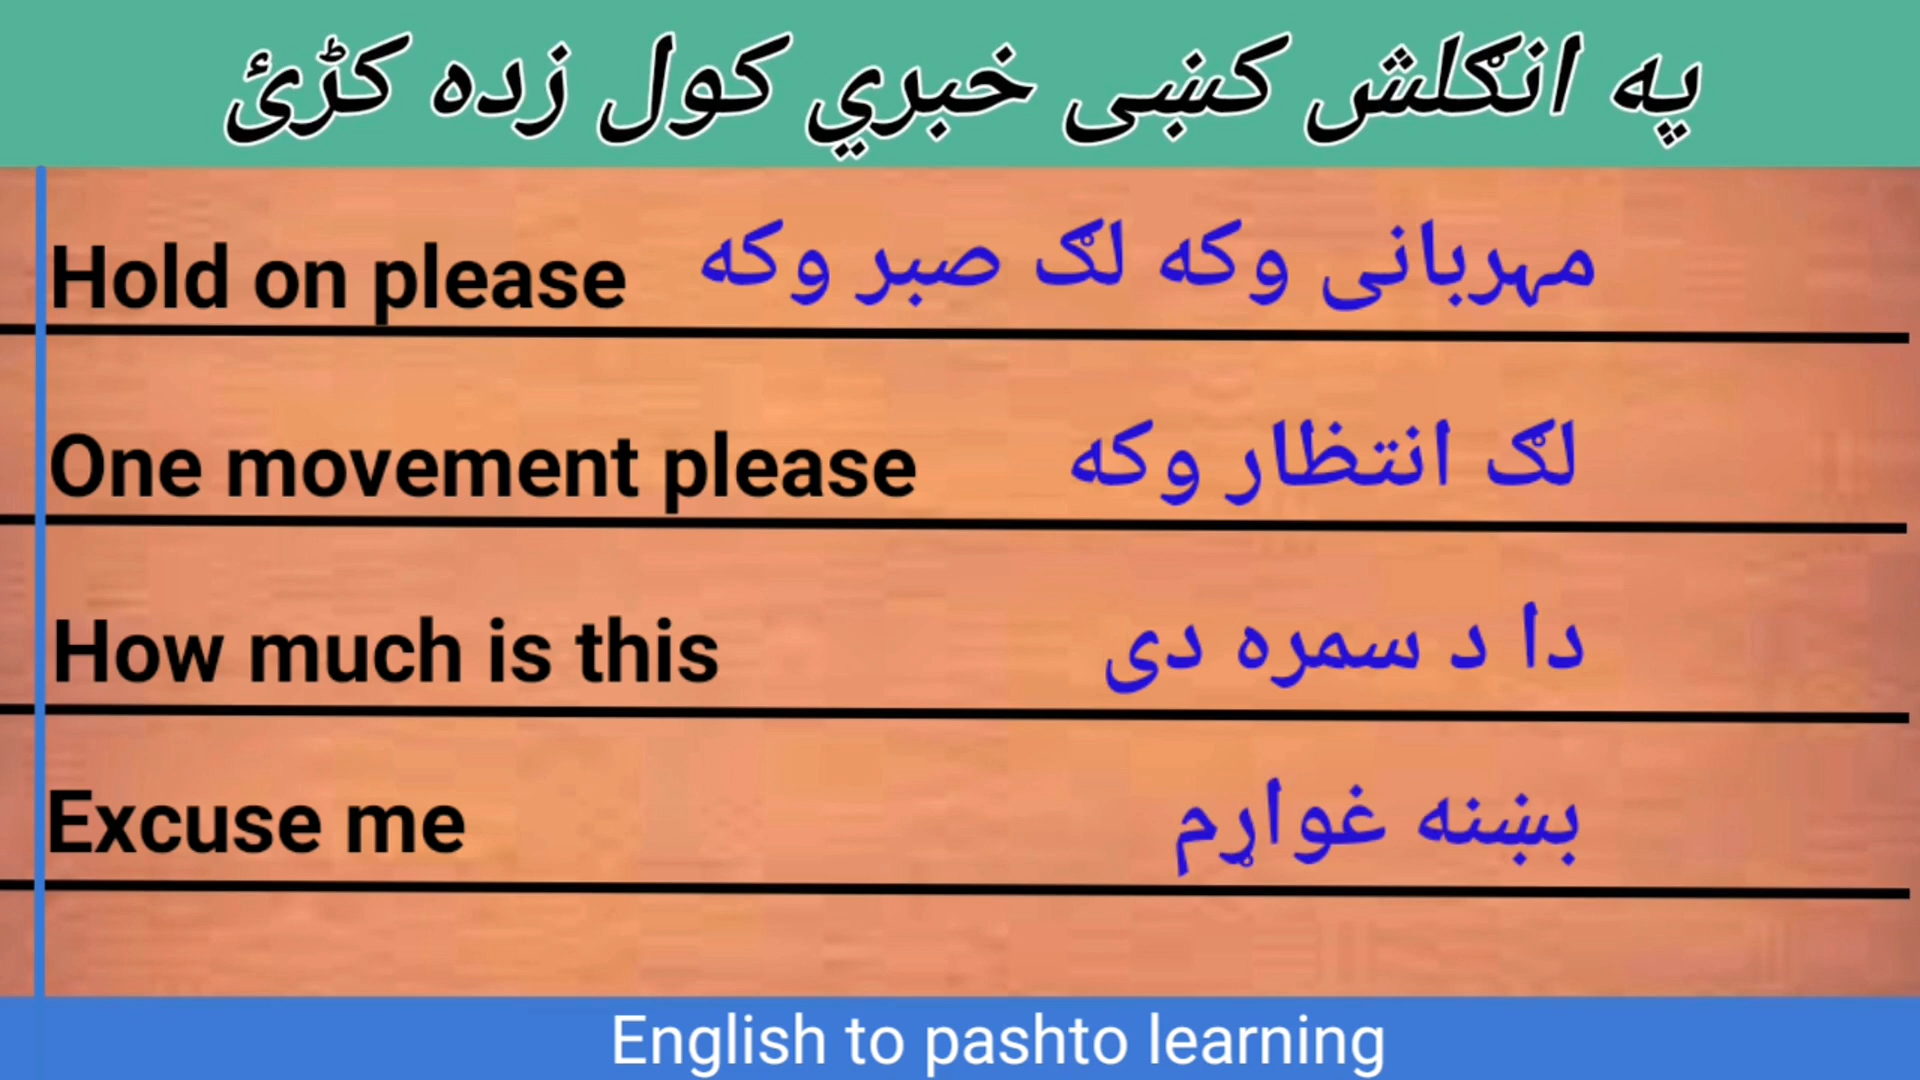 په انګلش کښی خبرې کول زده کړئ
Hold on please مهربانی وکه لګ صبر وکه
One movement please لګ انتظار وکه
How much is this دا د سمره دی
Excuse me بښنه غواړم
English to pashto learning